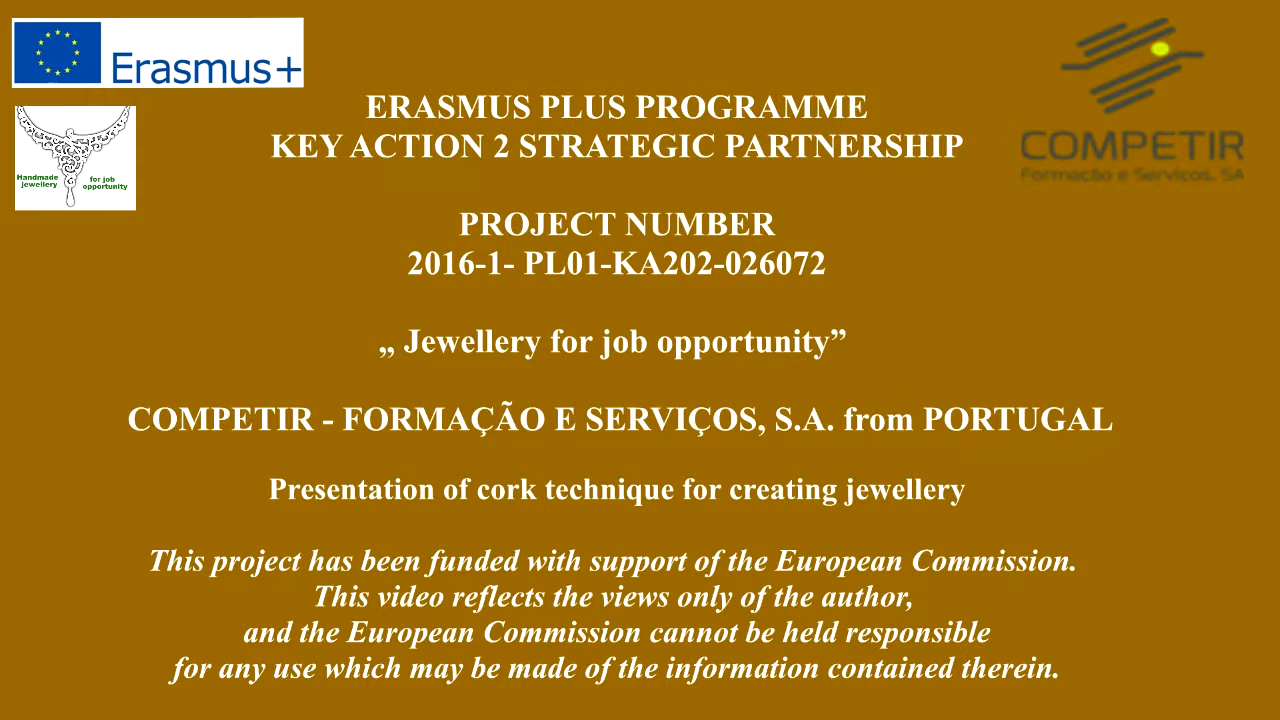 Erasmus+
Handmade jewellery
for job opportunity
COMPETIR
Formação e Serviços, SA
ERASMUS PLUS PROGRAMME
KEY ACTION 2 STRATEGIC PARTNERSHIP
PROJECT NUMBER
2016-1- PL01-KA202-026072
„ Jewellery for job opportunity”
COMPETIR - FORMAÇÃO E SERVIÇOS, S.A. from PORTUGAL
Presentation of cork technique for creating jewellery
This project has been funded with support of the European Commission.
This video reflects the views only of the author,
and the European Commission cannot be held responsible
for any use which may be made of the information contained therein.